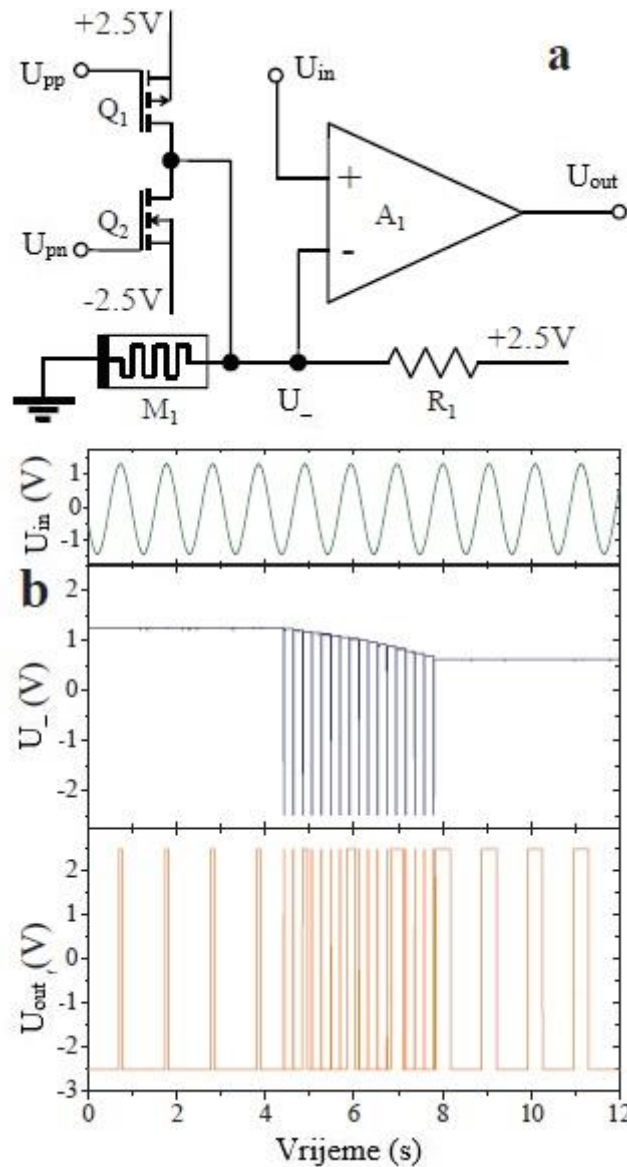 +2.5V
a
U_pp
Q_1
U_in
+
A_1
-
U_out
U_pn
Q_2
-2.5V
+2.5V
M_1
U_-
R_1
b
U_in (V)
1
0
-1
U_- (V)
2
1
0
-1
-2
U_out, (V)
2
1
0
-1
-2
-3
0 2 4 6 8 10 12
Vrijeme (s)